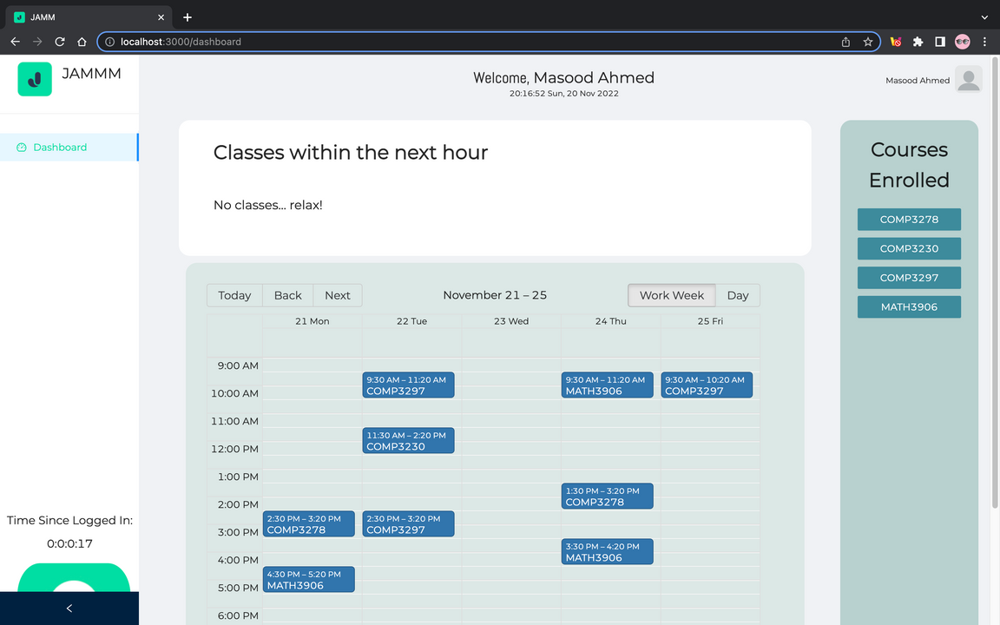 JAMM
localhost:3000/dashboard
JAMMM
Welcome, Masood Ahmed
20:16:52 Sun, 20 Nov 2022
Masood Ahmed
Dashboard
Classes within the next hour
No classes... relax!
Courses
Enrolled
COMP3278
COMP3230
COMP3297
MATH3906
Today Back Next
November 21 – 25
Work Week Day
21 Mon 22 Tue 23 Wed 24 Thu 25 Fri
9:00 AM
9:30 AM – 11:20 AM 9:30 AM – 11:20 AM 9:30 AM – 10:20 AM
COMP3297 MATH3906 COMP3297
10:00 AM
11:00 AM
11:30 AM – 2:20 PM
COMP3230
12:00 PM
1:00 PM
1:30 PM – 3:20 PM
COMP3278
2:00 PM
2:30 PM – 3:20 PM 2:30 PM – 3:20 PM
COMP3278 COMP3297
3:00 PM
3:30 PM – 4:20 PM
MATH3906
4:00 PM
4:30 PM – 5:20 PM
MATH3906
5:00 PM
6:00 PM
Time Since Logged In:
0:0:0:17